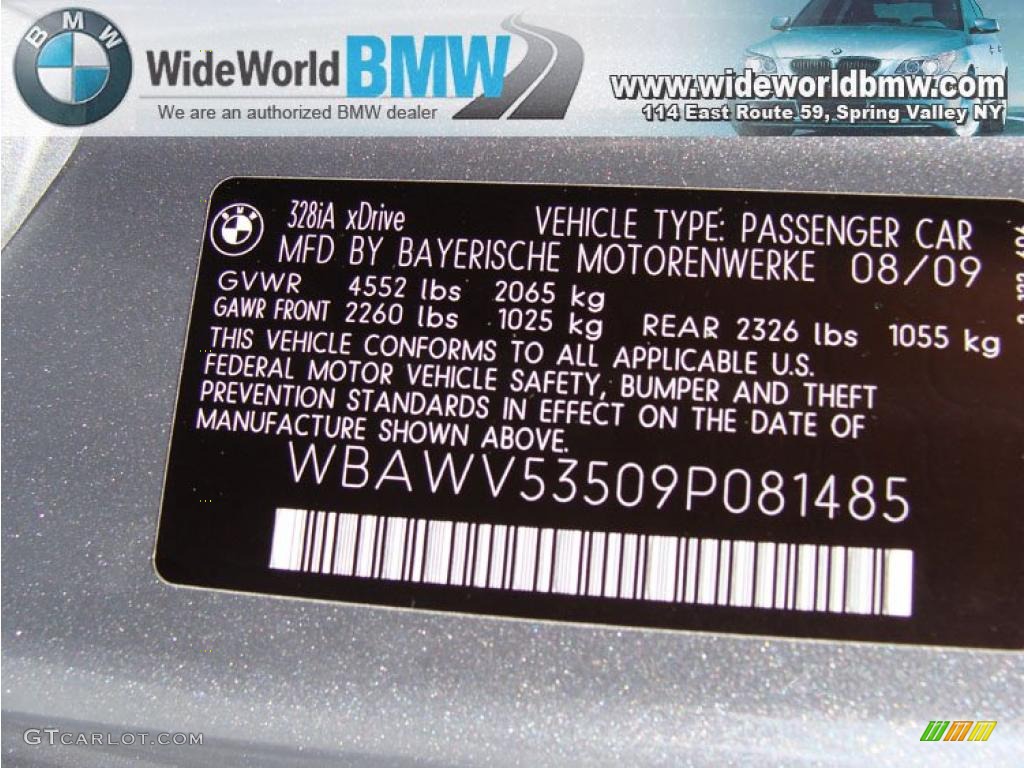 BMW
WideWorld BMW
We are an authorized BMW dealer
www.wideworldbmw.com
114 East Route 59, Spring Valley NY
BMW
328iA xDrive VEHICLE TYPE: PASSENGER CAR
MFD BY BAYERISCHE MOTORENWERKE 08/09
GVWR 4552 lbs 2065 kg
GAWR FRONT 2260 lbs 1025 kg REAR 2326 lbs 1055 kg
THIS VEHICLE CONFORMS TO ALL APPLICABLE U.S.
FEDERAL MOTOR VEHICLE SAFETY, BUMPER AND THEFT
PREVENTION STANDARDS IN EFFECT ON THE DATE OF
MANUFACTURE SHOWN ABOVE.
WBAWV53509P081485
GTCARLOT.COM